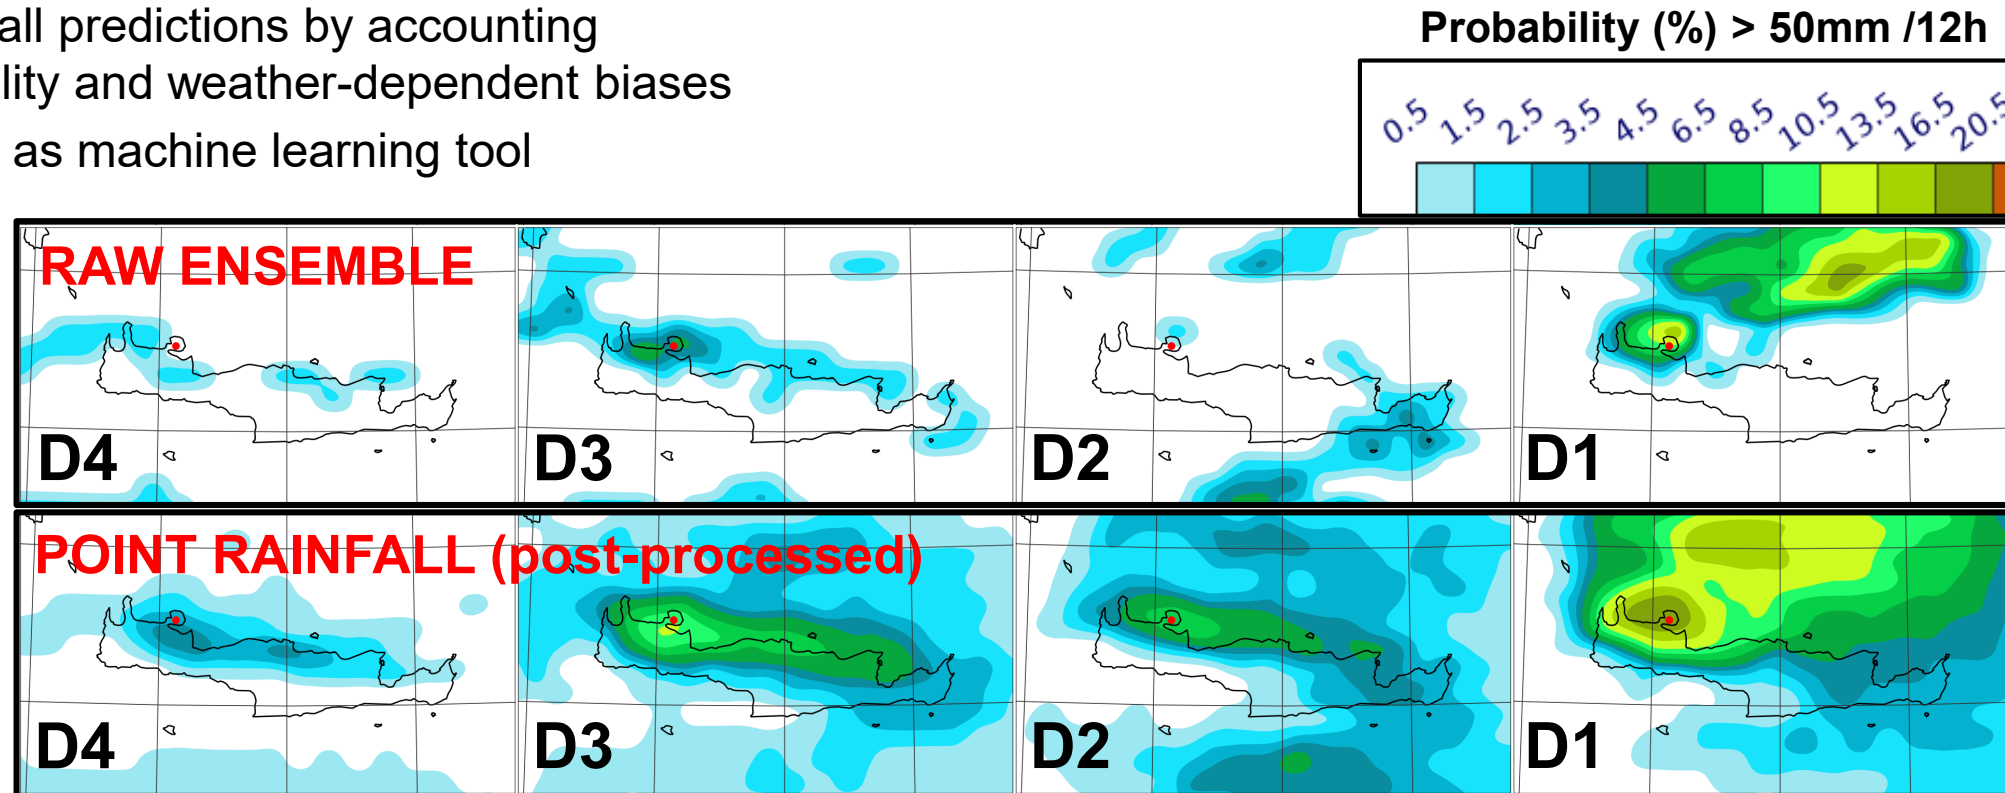 all predictions by accounting
lity and weather-dependent biases
as machine learning tool
Probability (%) > 50mm /12h
0.5 1.5 2.5 3.5 4.5 6.5 8.5 10.5 13.5 16.5 20.5
RAW ENSEMBLE
D4 D3 D2 D1
POINT RAINFALL (post-processed)
D4 D3 D2 D1